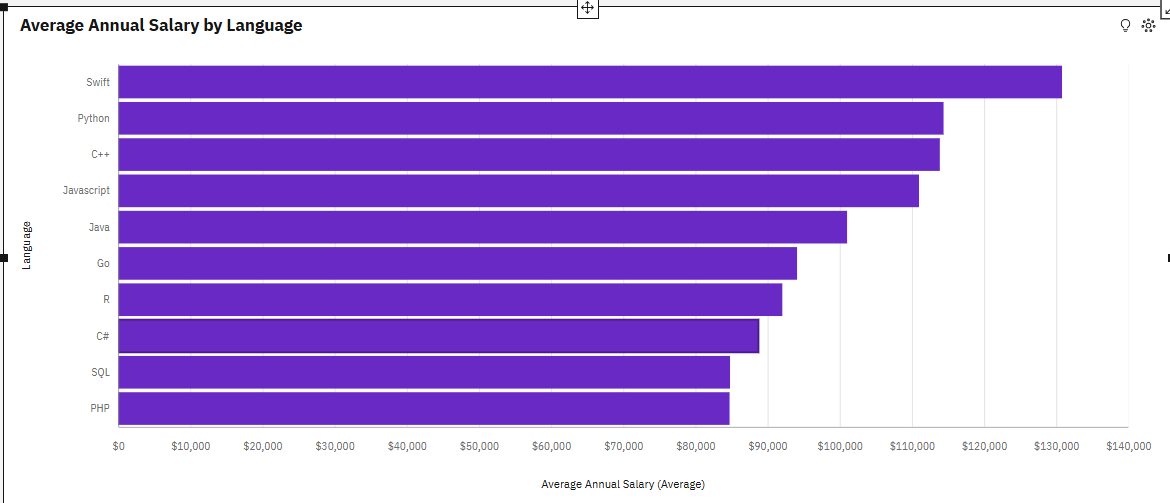 Average Annual Salary by Language
Language
Swift
Python
C++
Javascript
Java
Go
R
C#
SQL
PHP
$0 $10,000 $20,000 $30,000 $40,000 $50,000 $60,000 $70,000 $80,000 $90,000 $100,000 $110,000 $120,000 $130,000 $140,000
Average Annual Salary (Average)